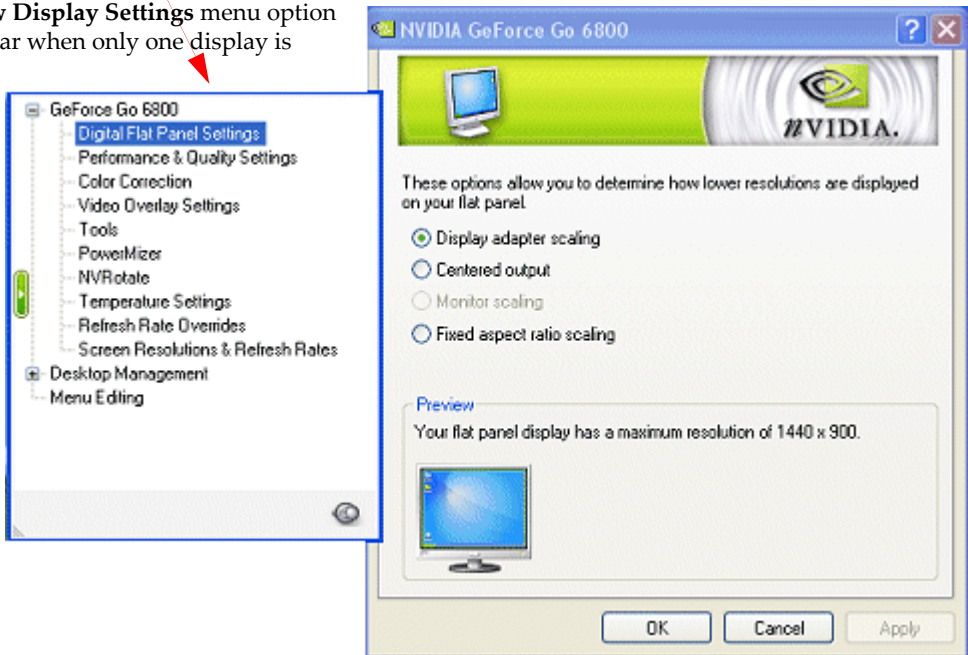 Display Settings menu option
ar when only one display is
GeForce Go 6800
Digital Flat Panel Settings
Performance & Quality Settings
Color Correction
Video Overlay Settings
Tools
PowerMizer
NVRotate
Temperature Settings
Refresh Rate Overrides
Screen Resolutions & Refresh Rates
Desktop Management
Menu Editing
NVIDIA GeForce Go 6800
NVIDIA.
These options allow you to determine how lower resolutions are displayed
on your flat panel.
Display adapter scaling
Centered output
Monitor scaling
Fixed aspect ratio scaling
Preview
Your flat panel display has a maximum resolution of 1440 x 900.
OK
Cancel
Apply